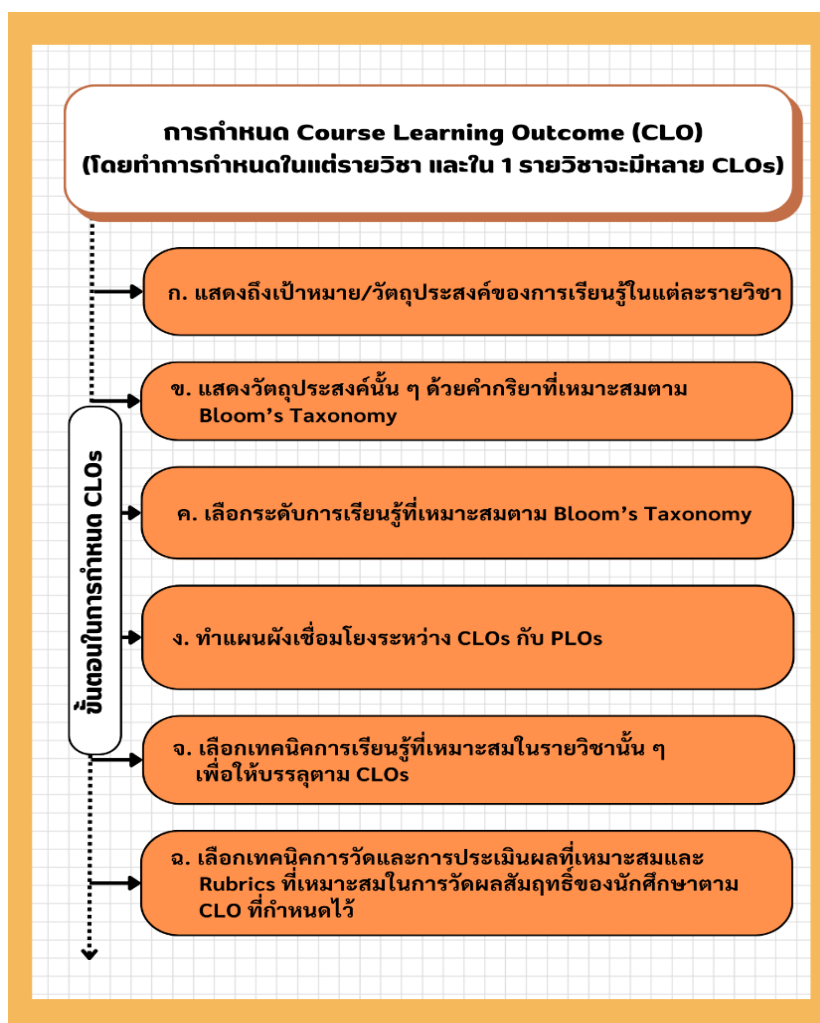 การกำหนด Course Learning Outcome (CLO)
(โดยทำการกำหนดในแต่รายวิชา และใน 1 รายวิชาจะมีหลาย CLOs)
ขั้นตอนในการกำหนด CLOs
ก. แสดงถึงเป้าหมาย/วัตถุประสงค์ของการเรียนรู้ในแต่ละรายวิชา
ข. แสดงวัตถุประสงค์นั้น ๆ ด้วยคำกริยาที่เหมาะสมตาม
Bloom's Taxonomy
ค. เลือกระดับการเรียนรู้ที่เหมาะสมตาม Bloom's Taxonomy
ง. ทำแผนผังเชื่อมโยงระหว่าง CLOs กับ PLOs
จ. เลือกเทคนิคการเรียนรู้ที่เหมาะสมในรายวิชานั้น ๆ
เพื่อให้บรรลุตาม CLOs
ฉ. เลือกเทคนิคการวัดและการประเมินผลที่เหมาะสมและ
Rubrics ที่เหมาะสมในการวัดผลสัมฤทธิ์ของนักศึกษาตาม
CLO ที่กำหนดไว้